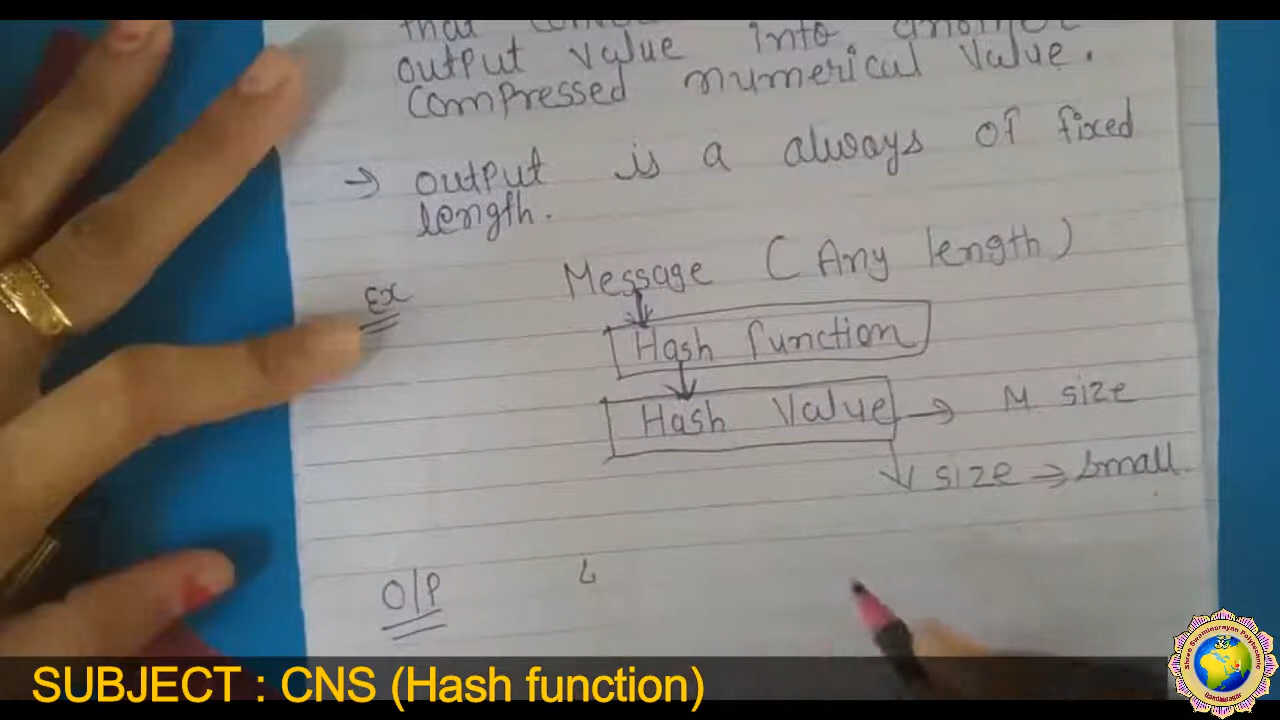 that
output value into another
compressed numerical value.
→ output is a always of fixed
length.
Ex Message ( Any length )
Hash function
Hash Value → M size
size → Small
O/P
SUBJECT : CNS (Hash function)